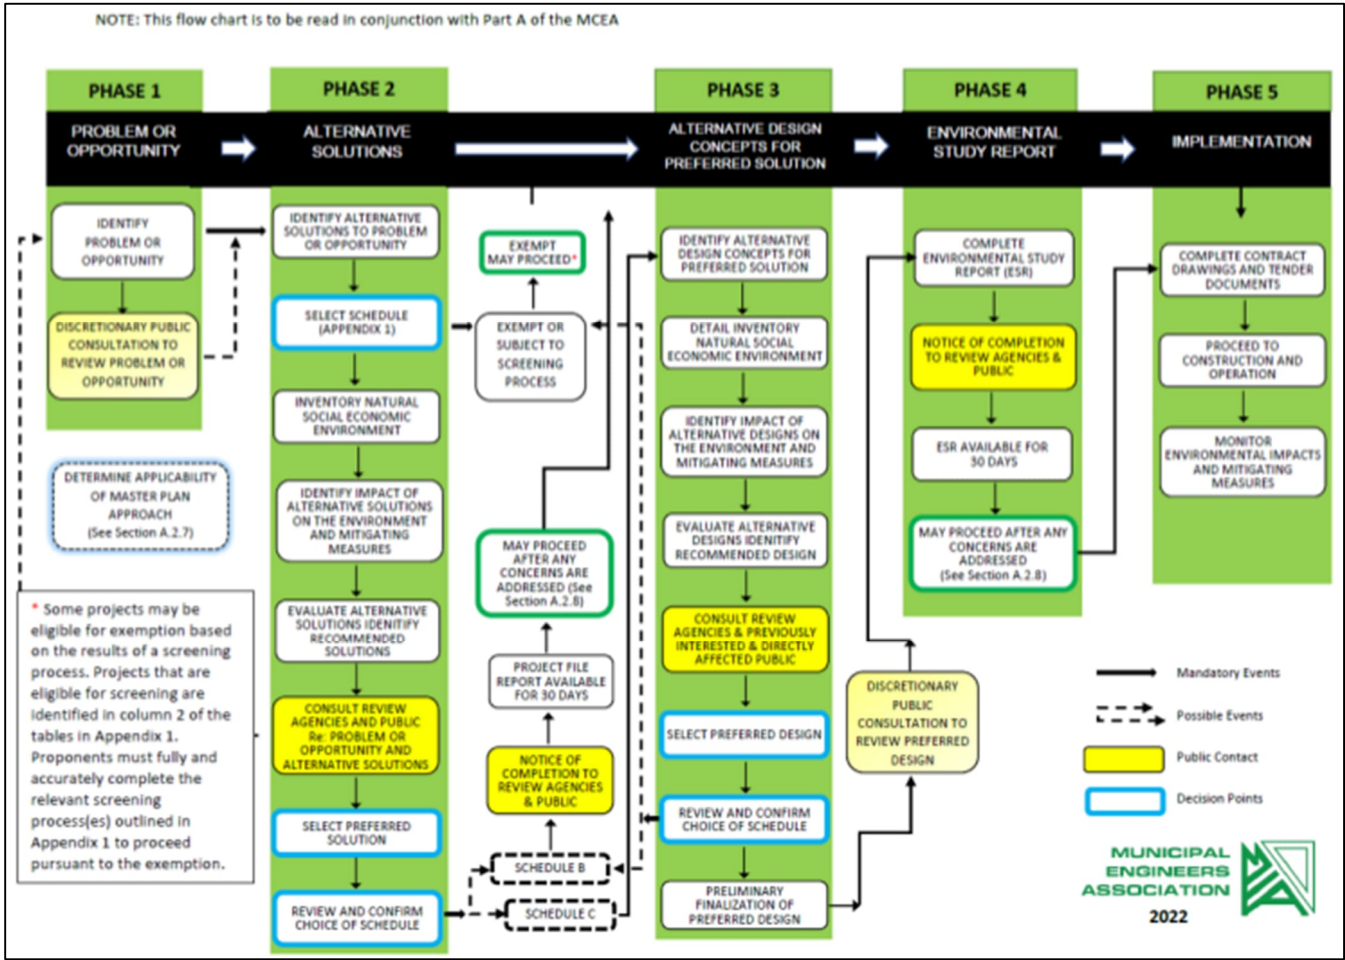 NOTE: This flow chart is to be read in conjunction with Part A of the MCEA
PHASE 1
PROBLEM OR
OPPORTUNITY
IDENTIFY
PROBLEM OR
OPPORTUNITY
DISCRETIONARY PUBLIC
CONSULTATION TO
REVIEW PROBLEM OR
OPPORTUNITY
DETERMINE APPLICABILITY
OF MASTER PLAN
APPROACH
(See Section A.2.7)
* Some projects may be
eligible for exemption based
on the results of a screening
process. Projects that are
eligible for screening are
identified in column 2 of the
tables in Appendix 1.
Proponents must fully and
accurately complete the
relevant screening
process(es) outlined in
Appendix 1 to proceed
pursuant to the exemption.
PHASE 2
ALTERNATIVE
SOLUTIONS
IDENTIFY ALTERNATIVE
SOLUTIONS TO PROBLEM
OR OPPORTUNITY
SELECT SCHEDULE
(APPENDIX 1)
INVENTORY NATURAL
SOCIAL ECONOMIC
ENVIRONMENT
IDENTIFY IMPACT OF
ALTERNATIVE SOLUTIONS
ON THE ENVIRONMENT
AND MITIGATING
MEASURES
EVALUATE ALTERNATIVE
SOLUTIONS IDEITIFY
RECOMMENDED
SOLUTIONS
CONSULT REVIEW
AGENCIES AND PUBLIC
Re: PROBLEM OR
OPPORTUNITY AND
ALTERNATIVE SOLUTIONS
SELECT PREFERRED
SOLUTION
REVIEW AND CONFIRM
CHOICE OF SCHEDULE
EXEMPT
MAY PROCEED*
EXEMPT OR
SUBJECT TO
SCREENING
PROCESS
MAY PROCEED
AFTER ANY
CONCERNS ARE
ADDRESSED (See
Section A.2.8)
PROJECT FILE
REPORT AVAILABLE
FOR 30 DAYS
NOTICE OF
COMPLETION TO
REVIEW AGENCIES
& PUBLIC
SCHEDULE B
SCHEDULE C
PHASE 3
ALTERNATIVE DESIGN
CONCEPTS FOR
PREFERRED SOLUTION
IDENTIFY ALTERNATIVE
DESIGN CONCEPTS FOR
PREFERRED SOLUTION
DETAIL INVENTORY
NATURAL SOCIAL
ECONOMIC ENVIRONMENT
IDENTIFY IMPACT OF
ALTERNATIVE DESIGNS ON
THE ENVIRONMENT AND
MITIGATING MEASURES
EVALUATE ALTERNATIVE
DESIGNS IDEITIFY
RECOMMENDED DESIGN
CONSULT REVIEW
AGENCIES & PREVIOUSLY
INTERESTED & DIRECTLY
AFFECTED PUBLIC
SELECT PREFERRED DESIGN
REVIEW AND CONFIRM
CHOICE OF SCHEDULE
PRELIMINARY
FINALIZATION OF
PREFERRED DESIGN
PHASE 4
ENVIRONMENTAL
STUDY REPORT
COMPLETE
ENVIRONMENTAL STUDY
REPORT (ESR)
NOTICE OF COMPLETION
TO REVIEW AGENCIES &
PUBLIC
ESR AVAILABLE FOR
30 DAYS
MAY PROCEED AFTER ANY
CONCERNS ARE
ADDRESSED
(See Section A.2.8)
DISCRETIONARY
PUBLIC
CONSULTATION TO
REVIEW PREFERRED
DESIGN
PHASE 5
IMPLEMENTATION
COMPLETE CONTRACT
DRAWINGS AND TENDER
DOCUMENTS
PROCEED TO
CONSTRUCTION AND
OPERATION
MONITOR
ENVIRONMENTAL IMPACTS
AND MITIGATING
MEASURES
Mandatory Events
Possible Events
Public Contact
Decision Points
MUNICIPAL
ENGINEERS
ASSOCIATION
2022